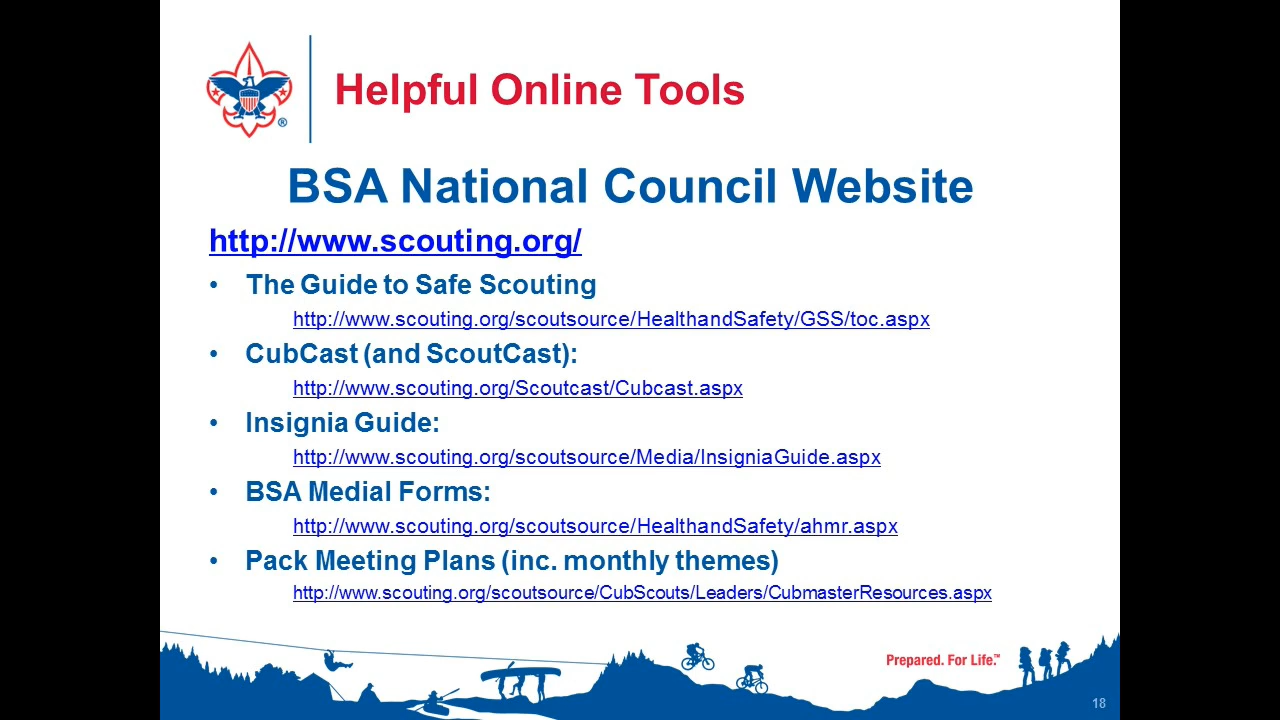 Helpful Online Tools
BSA National Council Website
http://www.scouting.org/
• The Guide to Safe Scouting
http://www.scouting.org/scoutsource/HealthandSafety/GSS/toc.aspx
• CubCast (and ScoutCast):
http://www.scouting.org/Scoutcast/Cubcast.aspx
• Insignia Guide:
http://www.scouting.org/scoutsource/Media/InsigniaGuide.aspx
• BSA Medial Forms:
http://www.scouting.org/scoutsource/HealthandSafety/ahmr.aspx
• Pack Meeting Plans (inc. monthly themes)
http://www.scouting.org/scoutsource/CubScouts/Leaders/CubmasterResources.aspx
Prepared. For Life.™
18